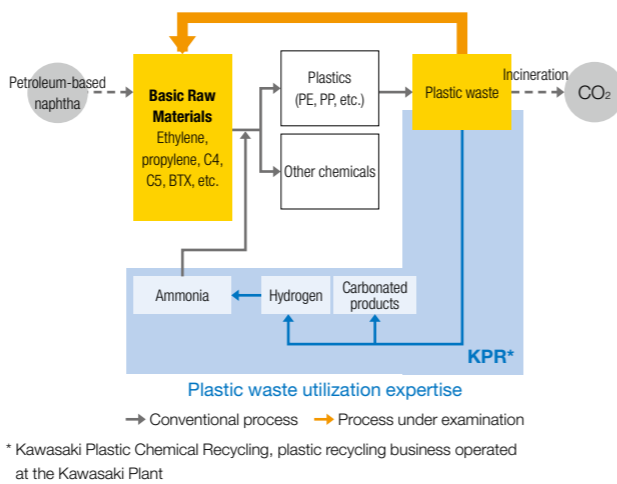 Petroleum-based
naphtha
Basic Raw
Materials
Ethylene,
propylene, C4,
C5, BTX, etc.
Plastics
(PE, PP, etc.)
Other chemicals
Plastic waste
Incineration
CO₂
Ammonia
Hydrogen
Carbonated
products
KPR*
Plastic waste utilization expertise
Conventional process
Process under examination
* Kawasaki Plastic Chemical Recycling, plastic recycling business operated
at the Kawasaki Plant